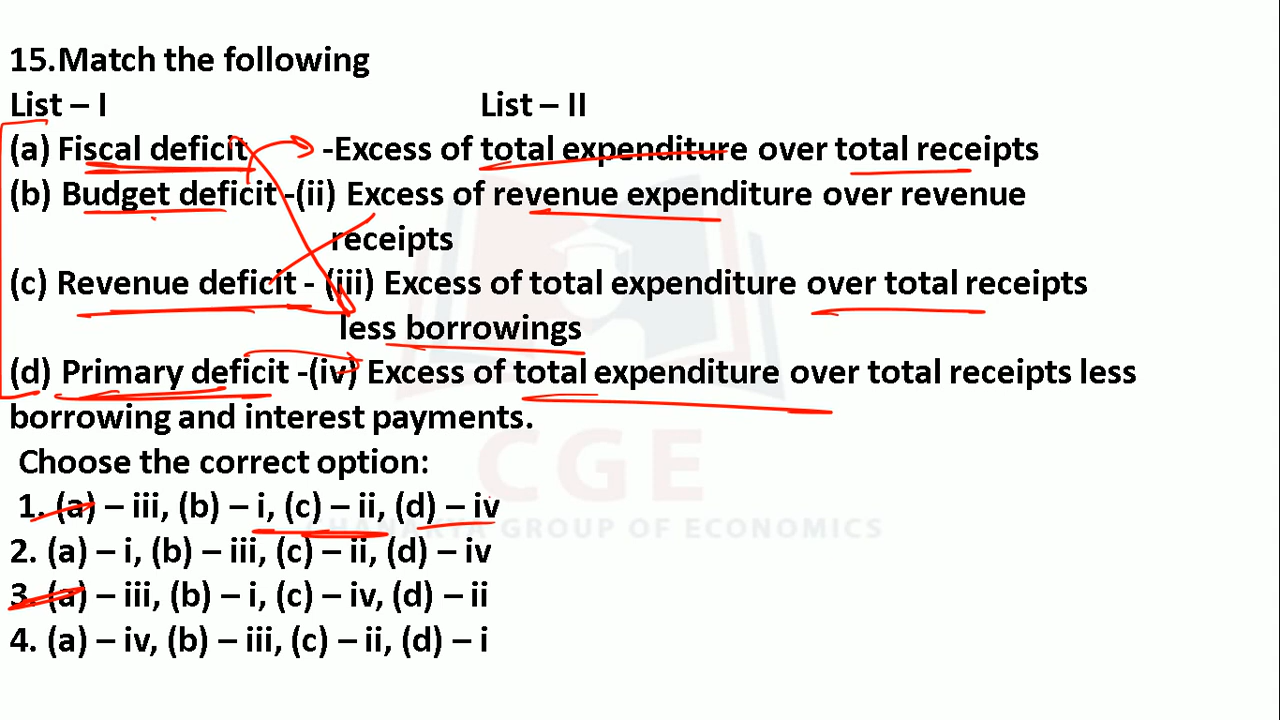 15.Match the following
List – I List – II
(a) Fiscal deficit -Excess of total expenditure over total receipts
(b) Budget deficit -(ii) Excess of revenue expenditure over revenue
receipts
(c) Revenue deficit - (iii) Excess of total expenditure over total receipts
less borrowings
(d) Primary deficit -(iv) Excess of total expenditure over total receipts less
borrowing and interest payments.
CGE
Choose the correct option:
1. (a) – iii, (b) – i, (c) – ii, (d) – iv
CHANAKYA GROUP OF ECONOMICS
2. (a) – i, (b) – iii, (c) – ii, (d) – iv
3. (a) – iii, (b) – i, (c) – iv, (d) – ii
4. (a) – iv, (b) – iii, (c) – ii, (d) – i